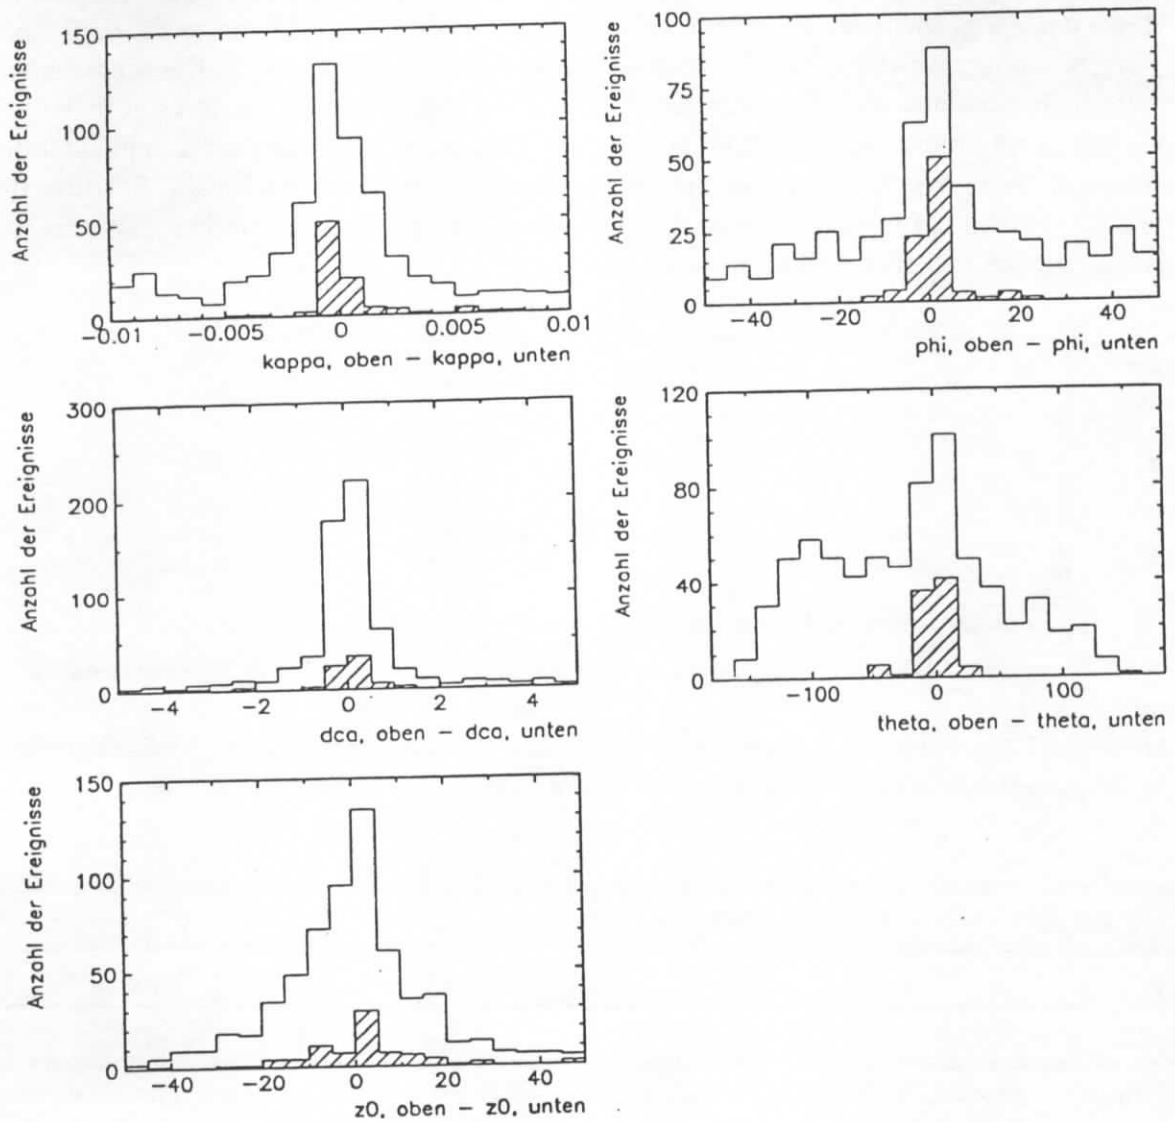 150
100
50
0
Anzahl der Ereignisse
−0.01 −0.005 0 0.005 0.01
kappa, oben − kappa, unten
100
75
50
25
0
Anzahl der Ereignisse
−40 −20 0 20 40
phi, oben − phi, unten
300
200
100
0
Anzahl der Ereignisse
−4 −2 0 2 4
dca, oben − dca, unten
120
80
40
0
Anzahl der Ereignisse
−100 0 100
theta, oben − theta, unten
150
100
50
0
Anzahl der Ereignisse
−40 −20 0 20 40
z0, oben − z0, unten